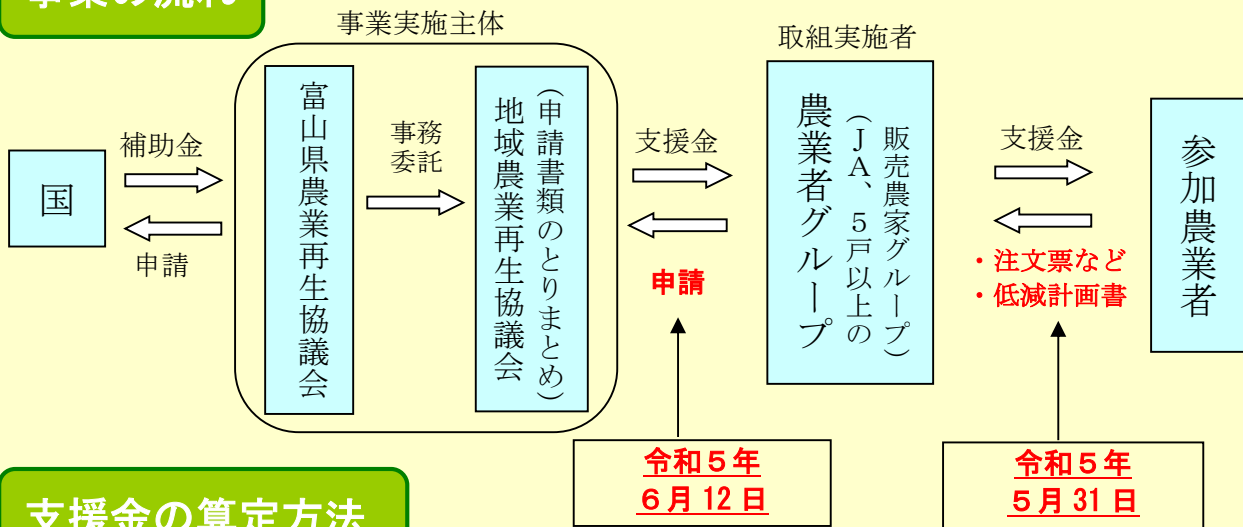 事業の流れ
事業実施主体
取組実施者
国
補助金
申請
富山県農業再生協議会
事務
委託
地域農業再生協議会
(申請書類のとりまとめ)
支援金
申請
農業者グループ
(JA、5戸以上の
販売農家グループ)
支援金
・注文票など
・低減計画書
参加農業者
令和5年
6月12日
令和5年
5月31日
支援金の算定方法